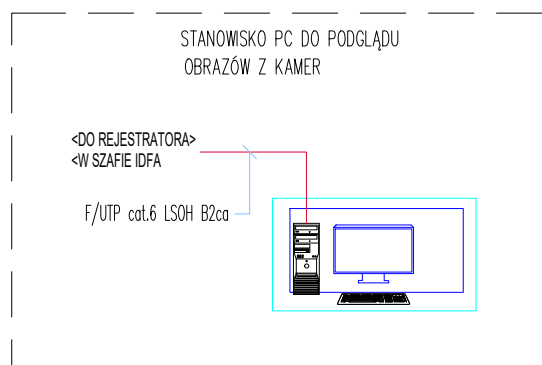 STANOWISKO PC DO PODGLĄDU
OBRAZÓW Z KAMER
<DO REJESTRATORA>
<W SZAFIE IDFA
F/UTP cat.6 LSOH B2ca